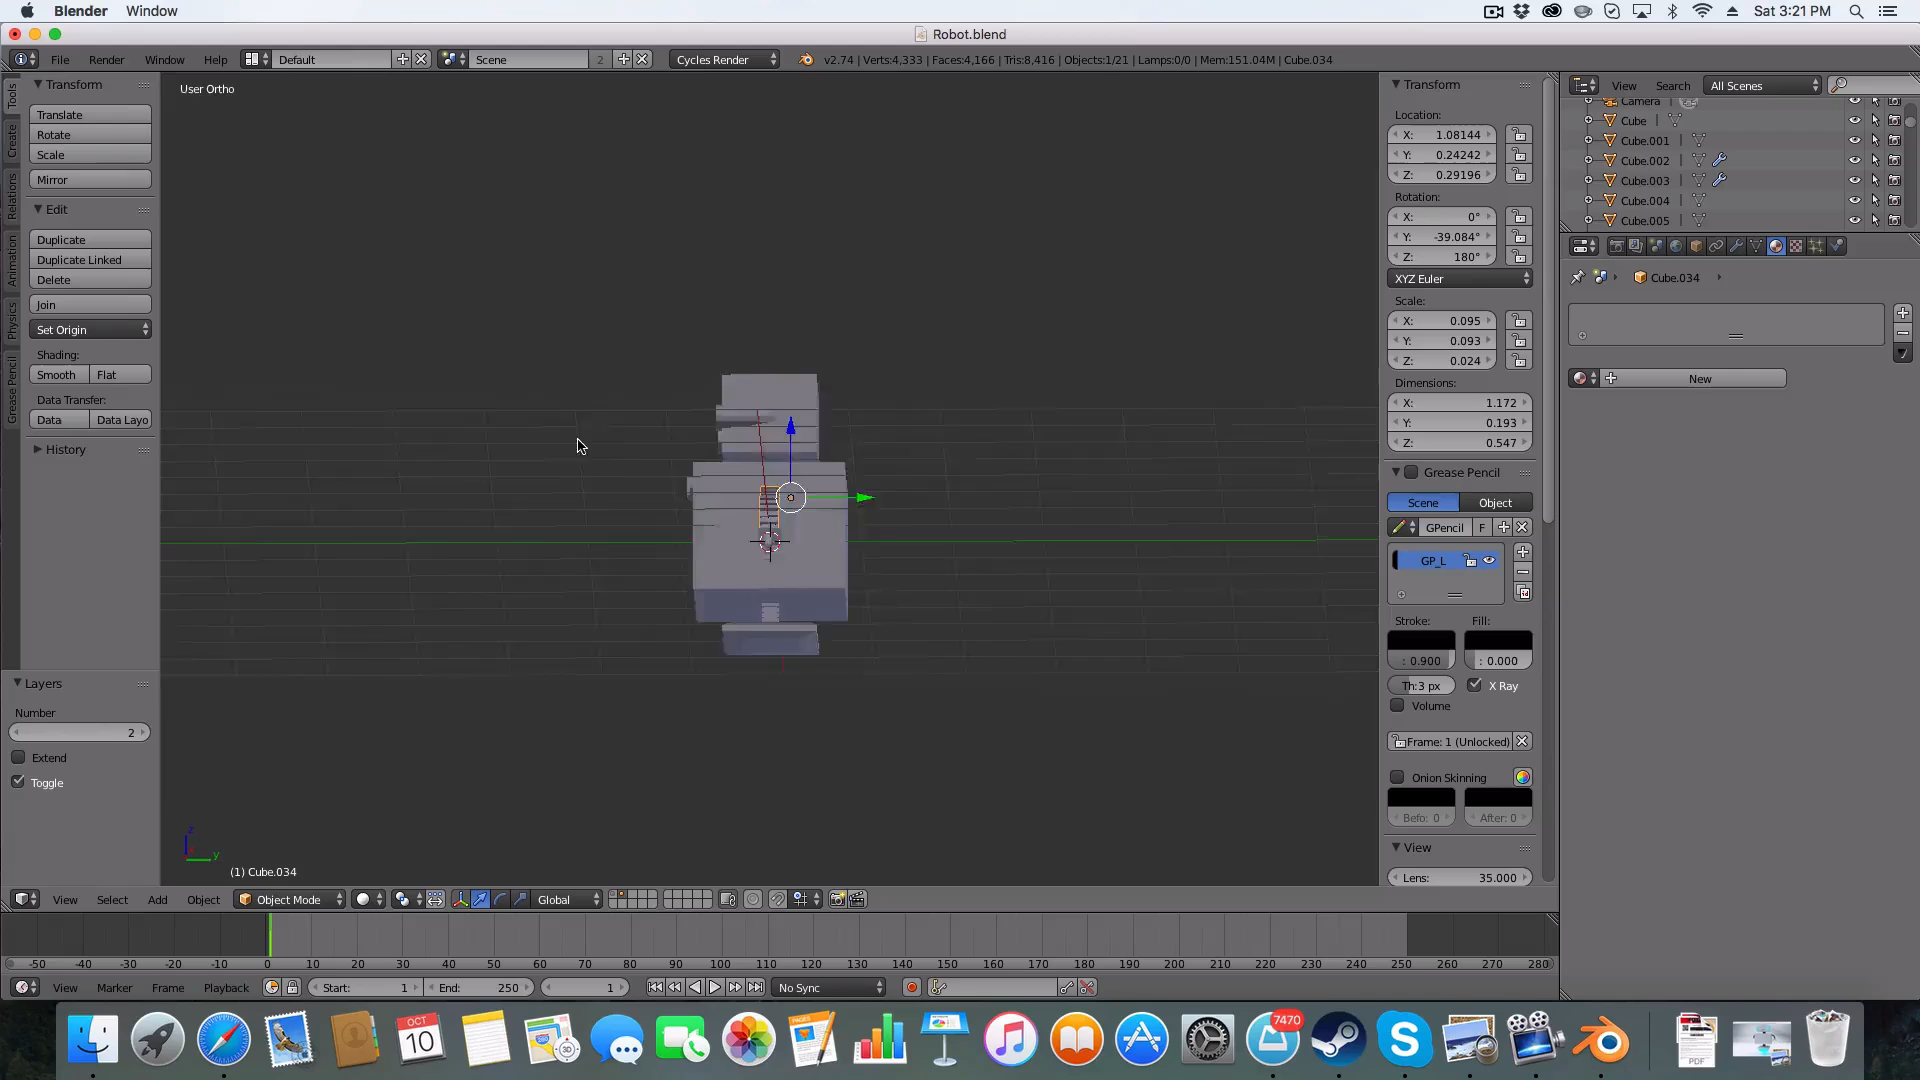 Blender Window Sat 3:21 PM
Robot.blend
File Render Window Help Default Scene 2 Cycles Render v2.74 | Verts:4,333 | Faces:4,166 | Tris:8,416 | Objects:1/21 | Lamps:0/0 | Mem:151.04M | Cube.034
View Search All Scenes
Tools
Create
Relations
Animation
Physics
Grease Pencil
Transform
Translate
Rotate
Scale
Mirror
Edit
Duplicate
Duplicate Linked
Delete
Join
Set Origin
Shading:
Smooth Flat
Data Transfer:
Data Data Layo
History
Layers
Number
2
Extend
Toggle
User Ortho
z
y
(1) Cube.034
Transform
Location:
X: 1.08144
Y: 0.24242
Z: 0.29196
Rotation:
X: 0°
Y: -39.084°
Z: 180°
XYZ Euler
Scale:
X: 0.095
Y: 0.093
Z: 0.024
Dimensions:
X: 1.172
Y: 0.193
Z: 0.547
Grease Pencil
Scene Object
GPencil F
GP_L
Stroke: Fill:
: 0.900 : 0.000
Th:3 px X Ray
Volume
Frame: 1 (Unlocked)
Onion Skinning
Befo: 0 After: 0
View
Lens: 35.000
Camera
Cube
Cube.001
Cube.002
Cube.003
Cube.004
Cube.005
Cube.034
New
View Select Add Object Object Mode Global
-50 -40 -30 -20 -10 0 10 20 30 40 50 60 70 80 90 100 110 120 130 140 150 160 170 180 190 200 210 220 230 240 250 260 270 280
View Marker Frame Playback Start: 1 End: 250 1 No Sync
OCT
10
PAGES
7470
PDF